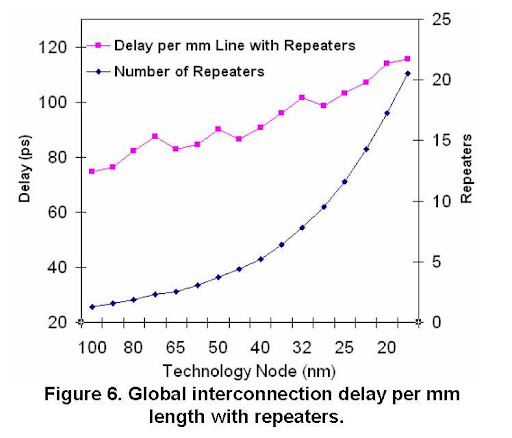 120
100
80
60
40
20
Delay (ps)
Delay per mm Line with Repeaters
Number of Repeaters
25
20
15
10
5
0
Repeaters
100 80 65 50 40 32 25 20
Technology Node (nm)
Figure 6. Global interconnection delay per mm
length with repeaters.